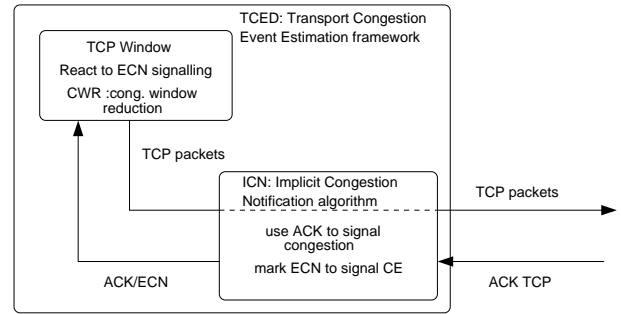 TCED: Transport Congestion
Event Estimation framework
TCP Window
React to ECN signalling
CWR :cong. window
reduction
TCP packets
ICN: Implicit Congestion
Notification algorithm
use ACK to signal
congestion
mark ECN to signal CE
TCP packets
ACK/ECN
ACK TCP